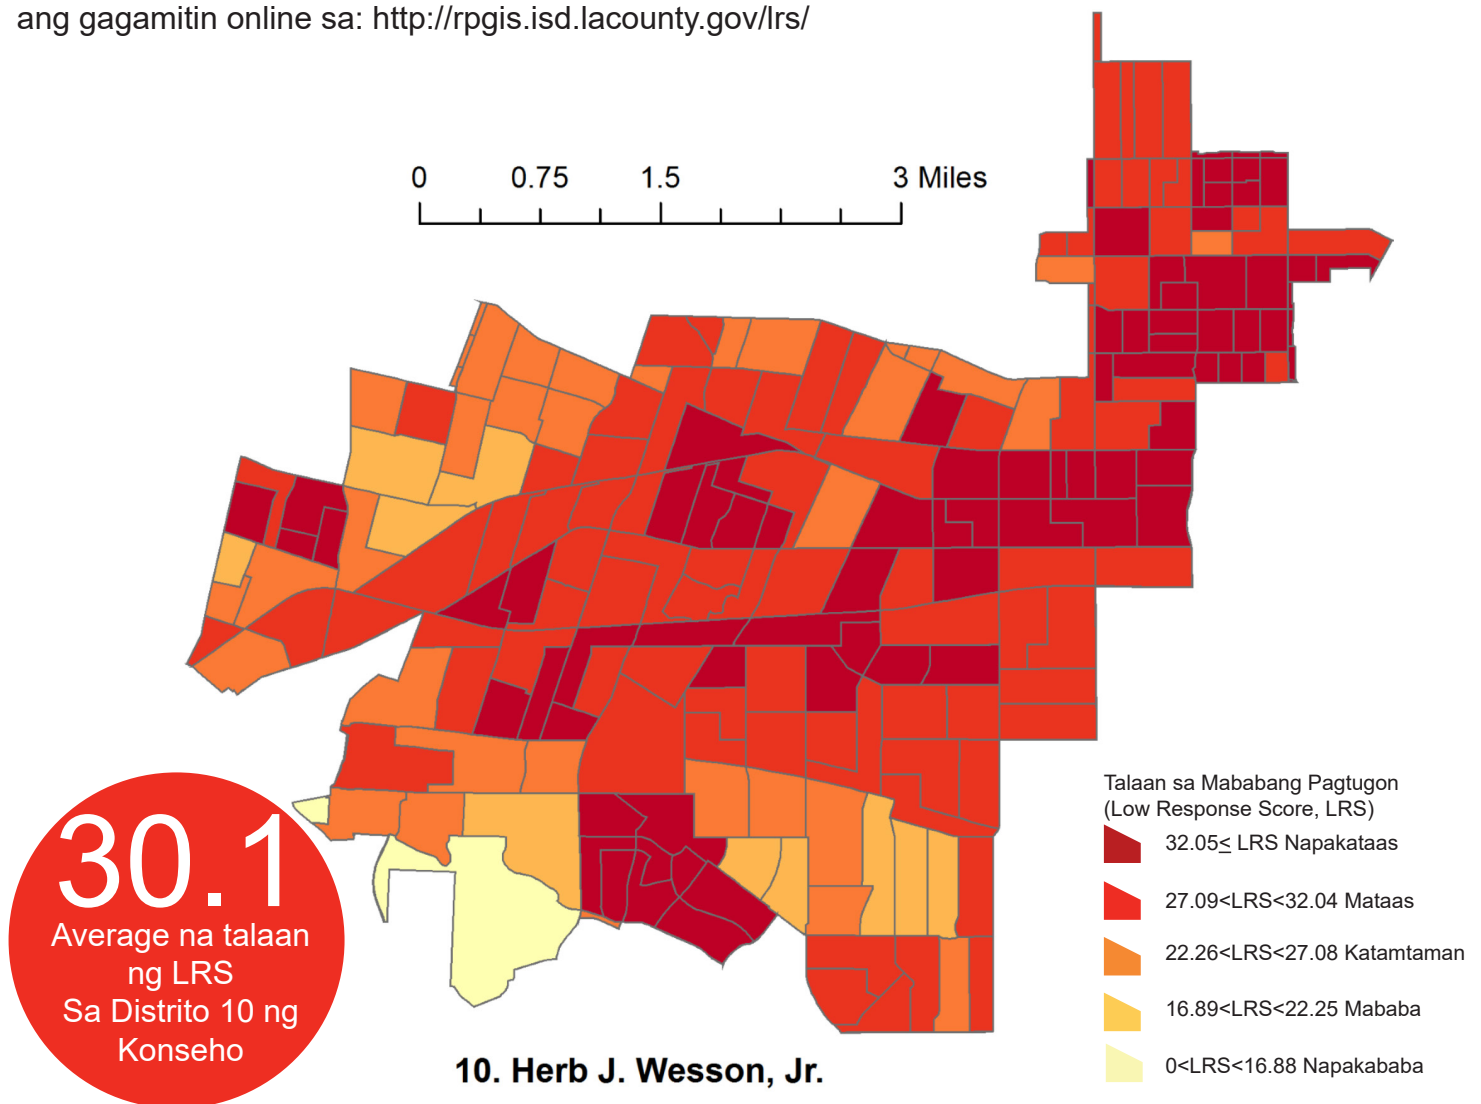 ang gagamitin online sa: http://rpgis.isd.lacounty.gov/lrs/
0 0.75 1.5 3 Miles
30.1
Average na talaan
ng LRS
Sa Distrito 10 ng
Konseho
10. Herb J. Wesson, Jr.
Talaan sa Mababang Pagtugon
(Low Response Score, LRS)
32.05≤ LRS Napakataas
27.09<LRS<32.04 Mataas
22.26<LRS<27.08 Katamtaman
16.89<LRS<22.25 Mababa
0<LRS<16.88 Napakababa